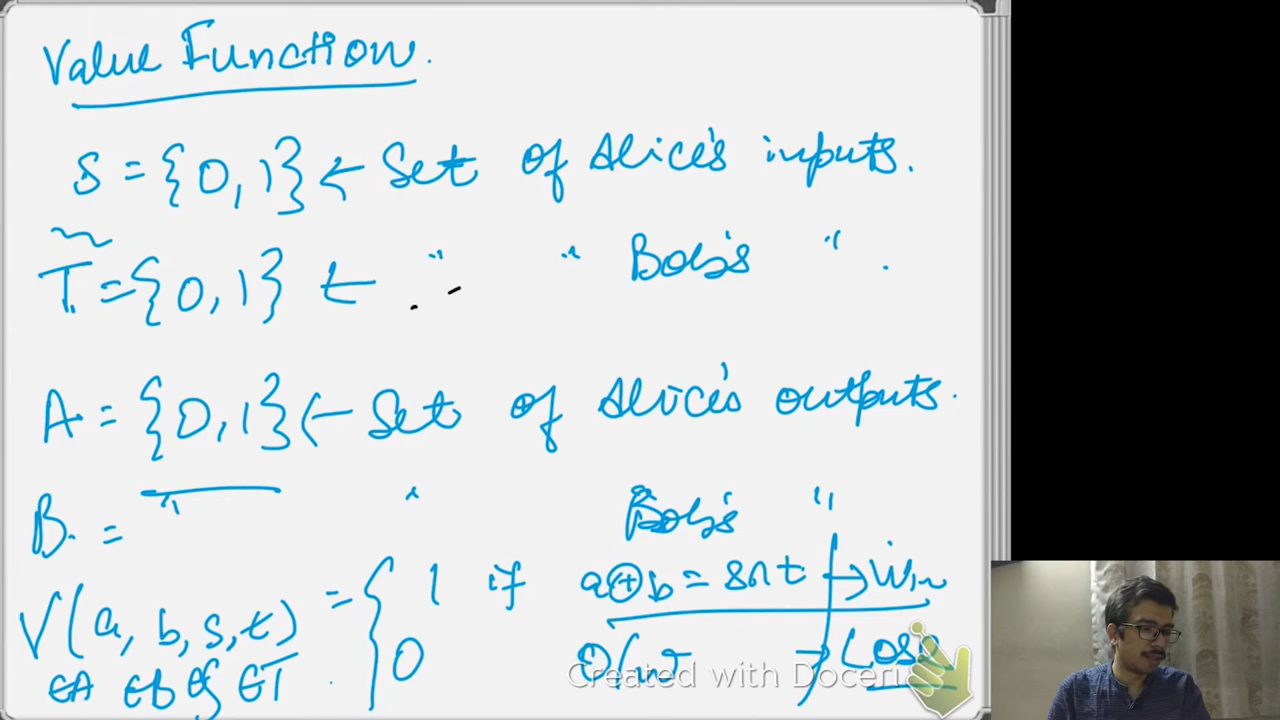 Value Function.
S = {0, 1} ← Set of Alice's inputs.
T = {0, 1} ← " " Bob's " .
A = {0, 1} ← Set of Alice's outputs.
B = " " Bob's "
V(a, b, s, t) = { 1 if a ⊕ b = s ∧ t → Win
0 O/w → Loss
∈A ∈B ∈S ∈T
Created with Doceri